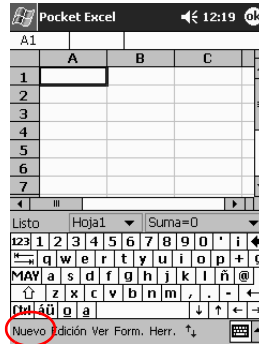 Pocket Excel 12:19 ok
A1
A B C
1
2
3
4
5
6
7
Listo Hoja1 Suma=0
123 1 2 3 4 5 6 7 8 9 0 ' ¡
q w e r t y u i o p +
MAY a s d f g h j k l ñ @
z x c v b n m , . -
Ctrl áü º ª
Nuevo Edición Ver Form. Herr.